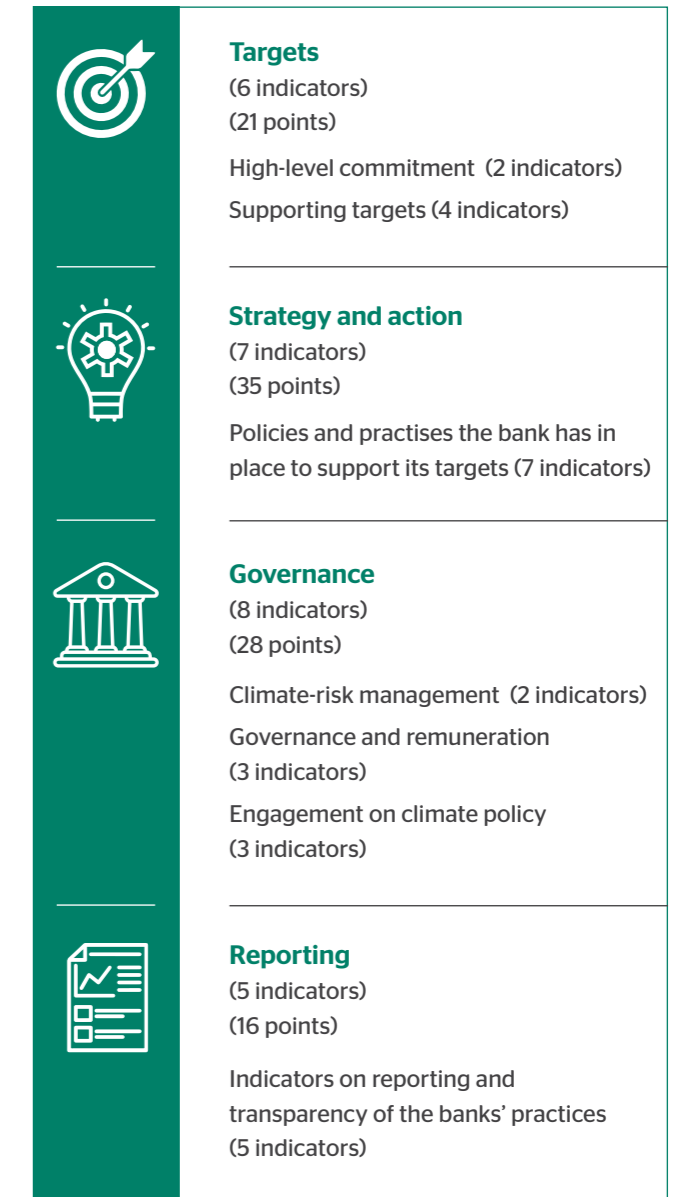 Targets
(6 indicators)
(21 points)
High-level commitment (2 indicators)
Supporting targets (4 indicators)
Strategy and action
(7 indicators)
(35 points)
Policies and practises the bank has in
place to support its targets (7 indicators)
Governance
(8 indicators)
(28 points)
Climate-risk management (2 indicators)
Governance and remuneration
(3 indicators)
Engagement on climate policy
(3 indicators)
Reporting
(5 indicators)
(16 points)
Indicators on reporting and
transparency of the banks’ practices
(5 indicators)